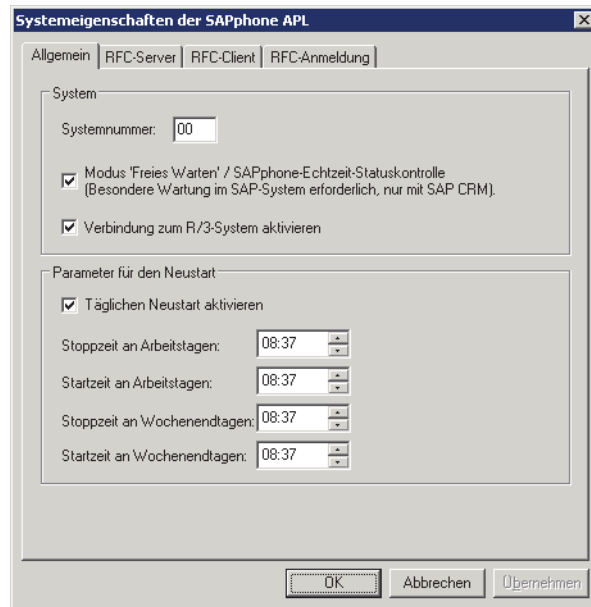 Systemeigenschaften der SAPphone APL
Allgemein RFC-Server RFC-Client RFC-Anmeldung
System
Systemnummer: 00
Modus 'Freies Warten' / SAPphone-Echtzeit-Statuskontrolle
(Besondere Wartung im SAP-System erforderlich, nur mit SAP CRM).
Verbindung zum R/3-System aktivieren
Parameter für den Neustart
Täglichen Neustart aktivieren
Stoppzeit an Arbeitstagen: 08:37
Startzeit an Arbeitstagen: 08:37
Stoppzeit an Wochenendtagen: 08:37
Startzeit an Wochenendtagen: 08:37
OK Abbrechen Übernehmen